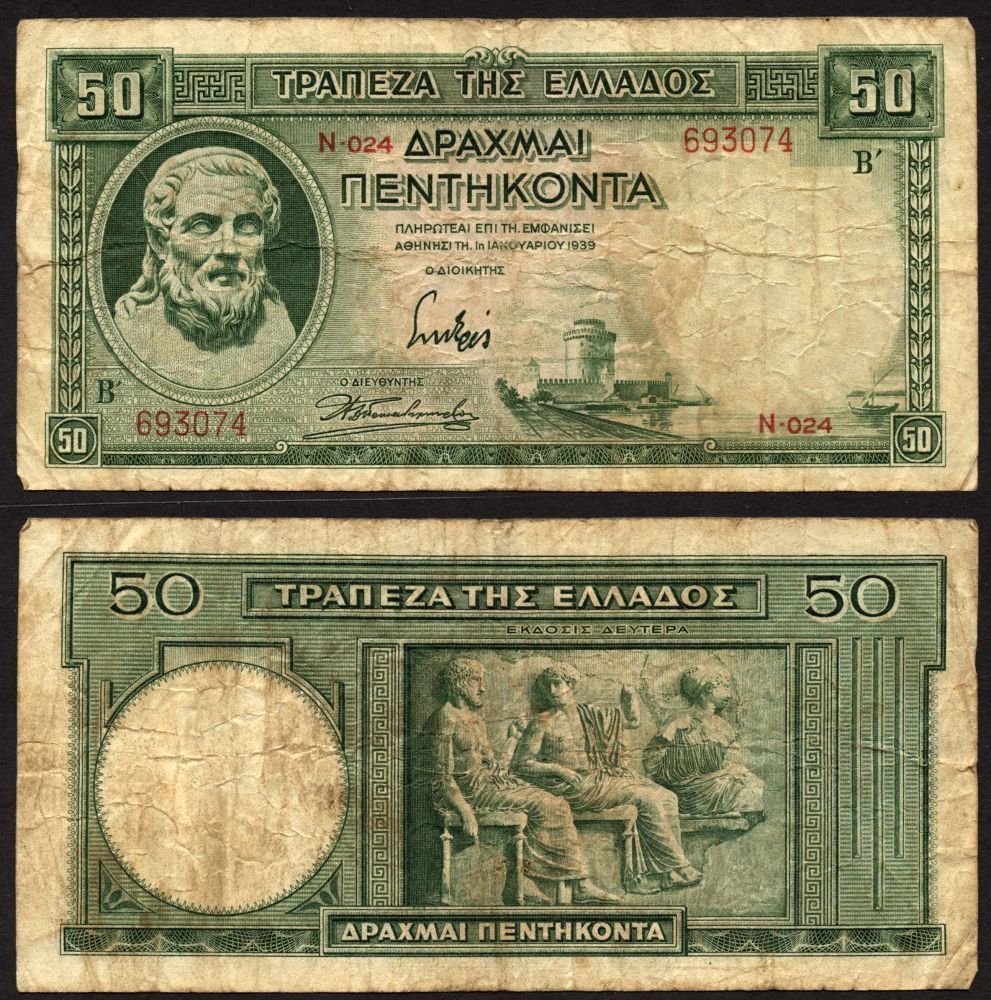 50 ΤΡΑΠΕΖΑ ΤΗΣ ΕΛΛΑΔΟΣ 50
Ν-024 ΔΡΑΧΜΑΙ 693074 Β΄
ΠΕΝΤΗΚΟΝΤΑ
ΠΛΗΡΩΤΕΑΙ ΕΠΙ ΤΗ. ΕΜΦΑΝΙΣΕΙ
ΑΘΗΝΗΣΙ ΤΗ. 1η ΙΑΝΟΥΑΡΙΟΥ 1939
Ο ΔΙΟΙΚΗΤΗΣ
Ο ΔΙΕΥΘΥΝΤΗΣ
Β΄
693074 Ν-024
50 50
50 ΤΡΑΠΕΖΑ ΤΗΣ ΕΛΛΑΔΟΣ 50
ΕΚΔΟΣΙΣ ΔΕΥΤΕΡΑ
ΔΡΑΧΜΑΙ ΠΕΝΤΗΚΟΝΤΑ